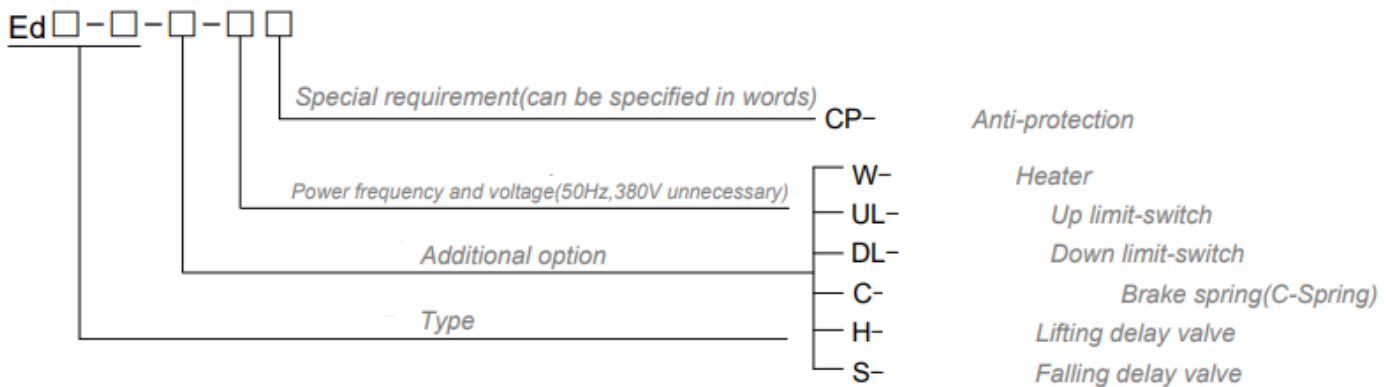 Ed□-□-□-□□
Special requirement(can be specified in words)
CP- Anti-protection
W- Heater
Power frequency and voltage(50Hz,380V unnecessary)
UL- Up limit-switch
Additional option
DL- Down limit-switch
C- Brake spring(C-Spring)
Type
H- Lifting delay valve
S- Falling delay valve